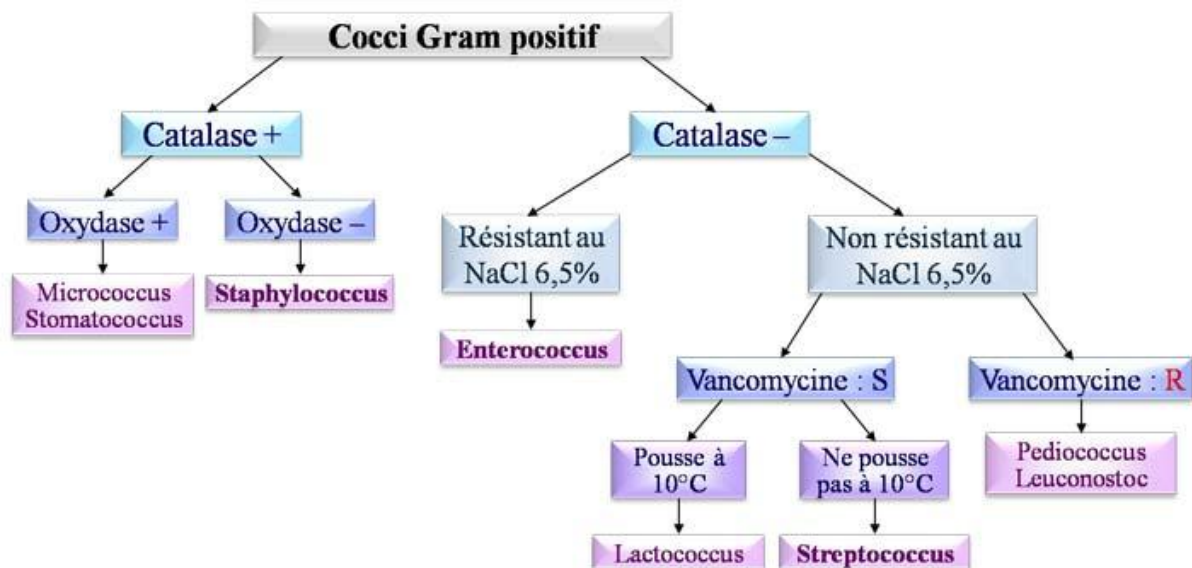 Cocci Gram positif
Catalase +
Catalase –
Oxydase +
Oxydase –
Résistant au
NaCl 6,5%
Non résistant au
NaCl 6,5%
Micrococcus
Stomatococcus
Staphylococcus
Enterococcus
Vancomycine : S
Vancomycine : R
Pousse à
10°C
Ne pousse
pas à 10°C
Pediococcus
Leuconostoc
Lactococcus
Streptococcus